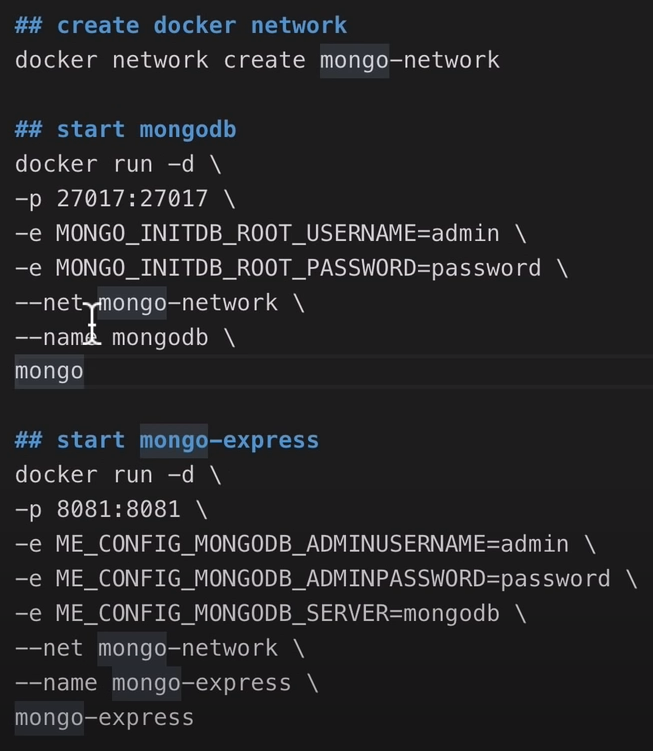 ## create docker network
docker network create mongo-network
## start mongodb
docker run -d \
-p 27017:27017 \
-e MONGO_INITDB_ROOT_USERNAME=admin \
-e MONGO_INITDB_ROOT_PASSWORD=password \
--net mongo-network \
--name mongodb \
mongo
## start mongo-express
docker run -d \
-p 8081:8081 \
-e ME_CONFIG_MONGODB_ADMINUSERNAME=admin \
-e ME_CONFIG_MONGODB_ADMINPASSWORD=password \
-e ME_CONFIG_MONGODB_SERVER=mongodb \
--net mongo-network \
--name mongo-express \
mongo-express